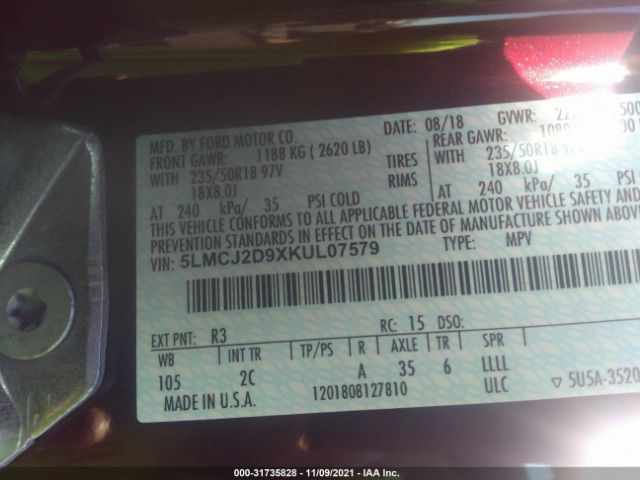 MFD. BY FORD MOTOR CO.
DATE: 08/18 GVWR:
FRONT GAWR: 1188 KG ( 2620 LB) REAR GAWR:
WITH 235/50R18 97V TIRES WITH 235/50R18 97V
18X8.0J RIMS 18X8.0J
AT 240 kPa/ 35 PSI COLD AT 240 kPa/ 35
THIS VEHICLE CONFORMS TO ALL APPLICABLE FEDERAL MOTOR VEHICLE SAFETY AND
PREVENTION STANDARDS IN EFFECT ON THE DATE OF MANUFACTURE SHOWN ABOVE.
VIN: 5LMCJ2D9XKUL07579 TYPE: MPV
EXT PNT: R3 RC: 15 DSO:
WB INT TR TP/PS R AXLE TR SPR
105 2C A 35 6 LLLL
MADE IN U.S.A. 1201808127810 ULC ▽ 5U5A-3520
000-31735828 - 11/09/2021 - IAA Inc.